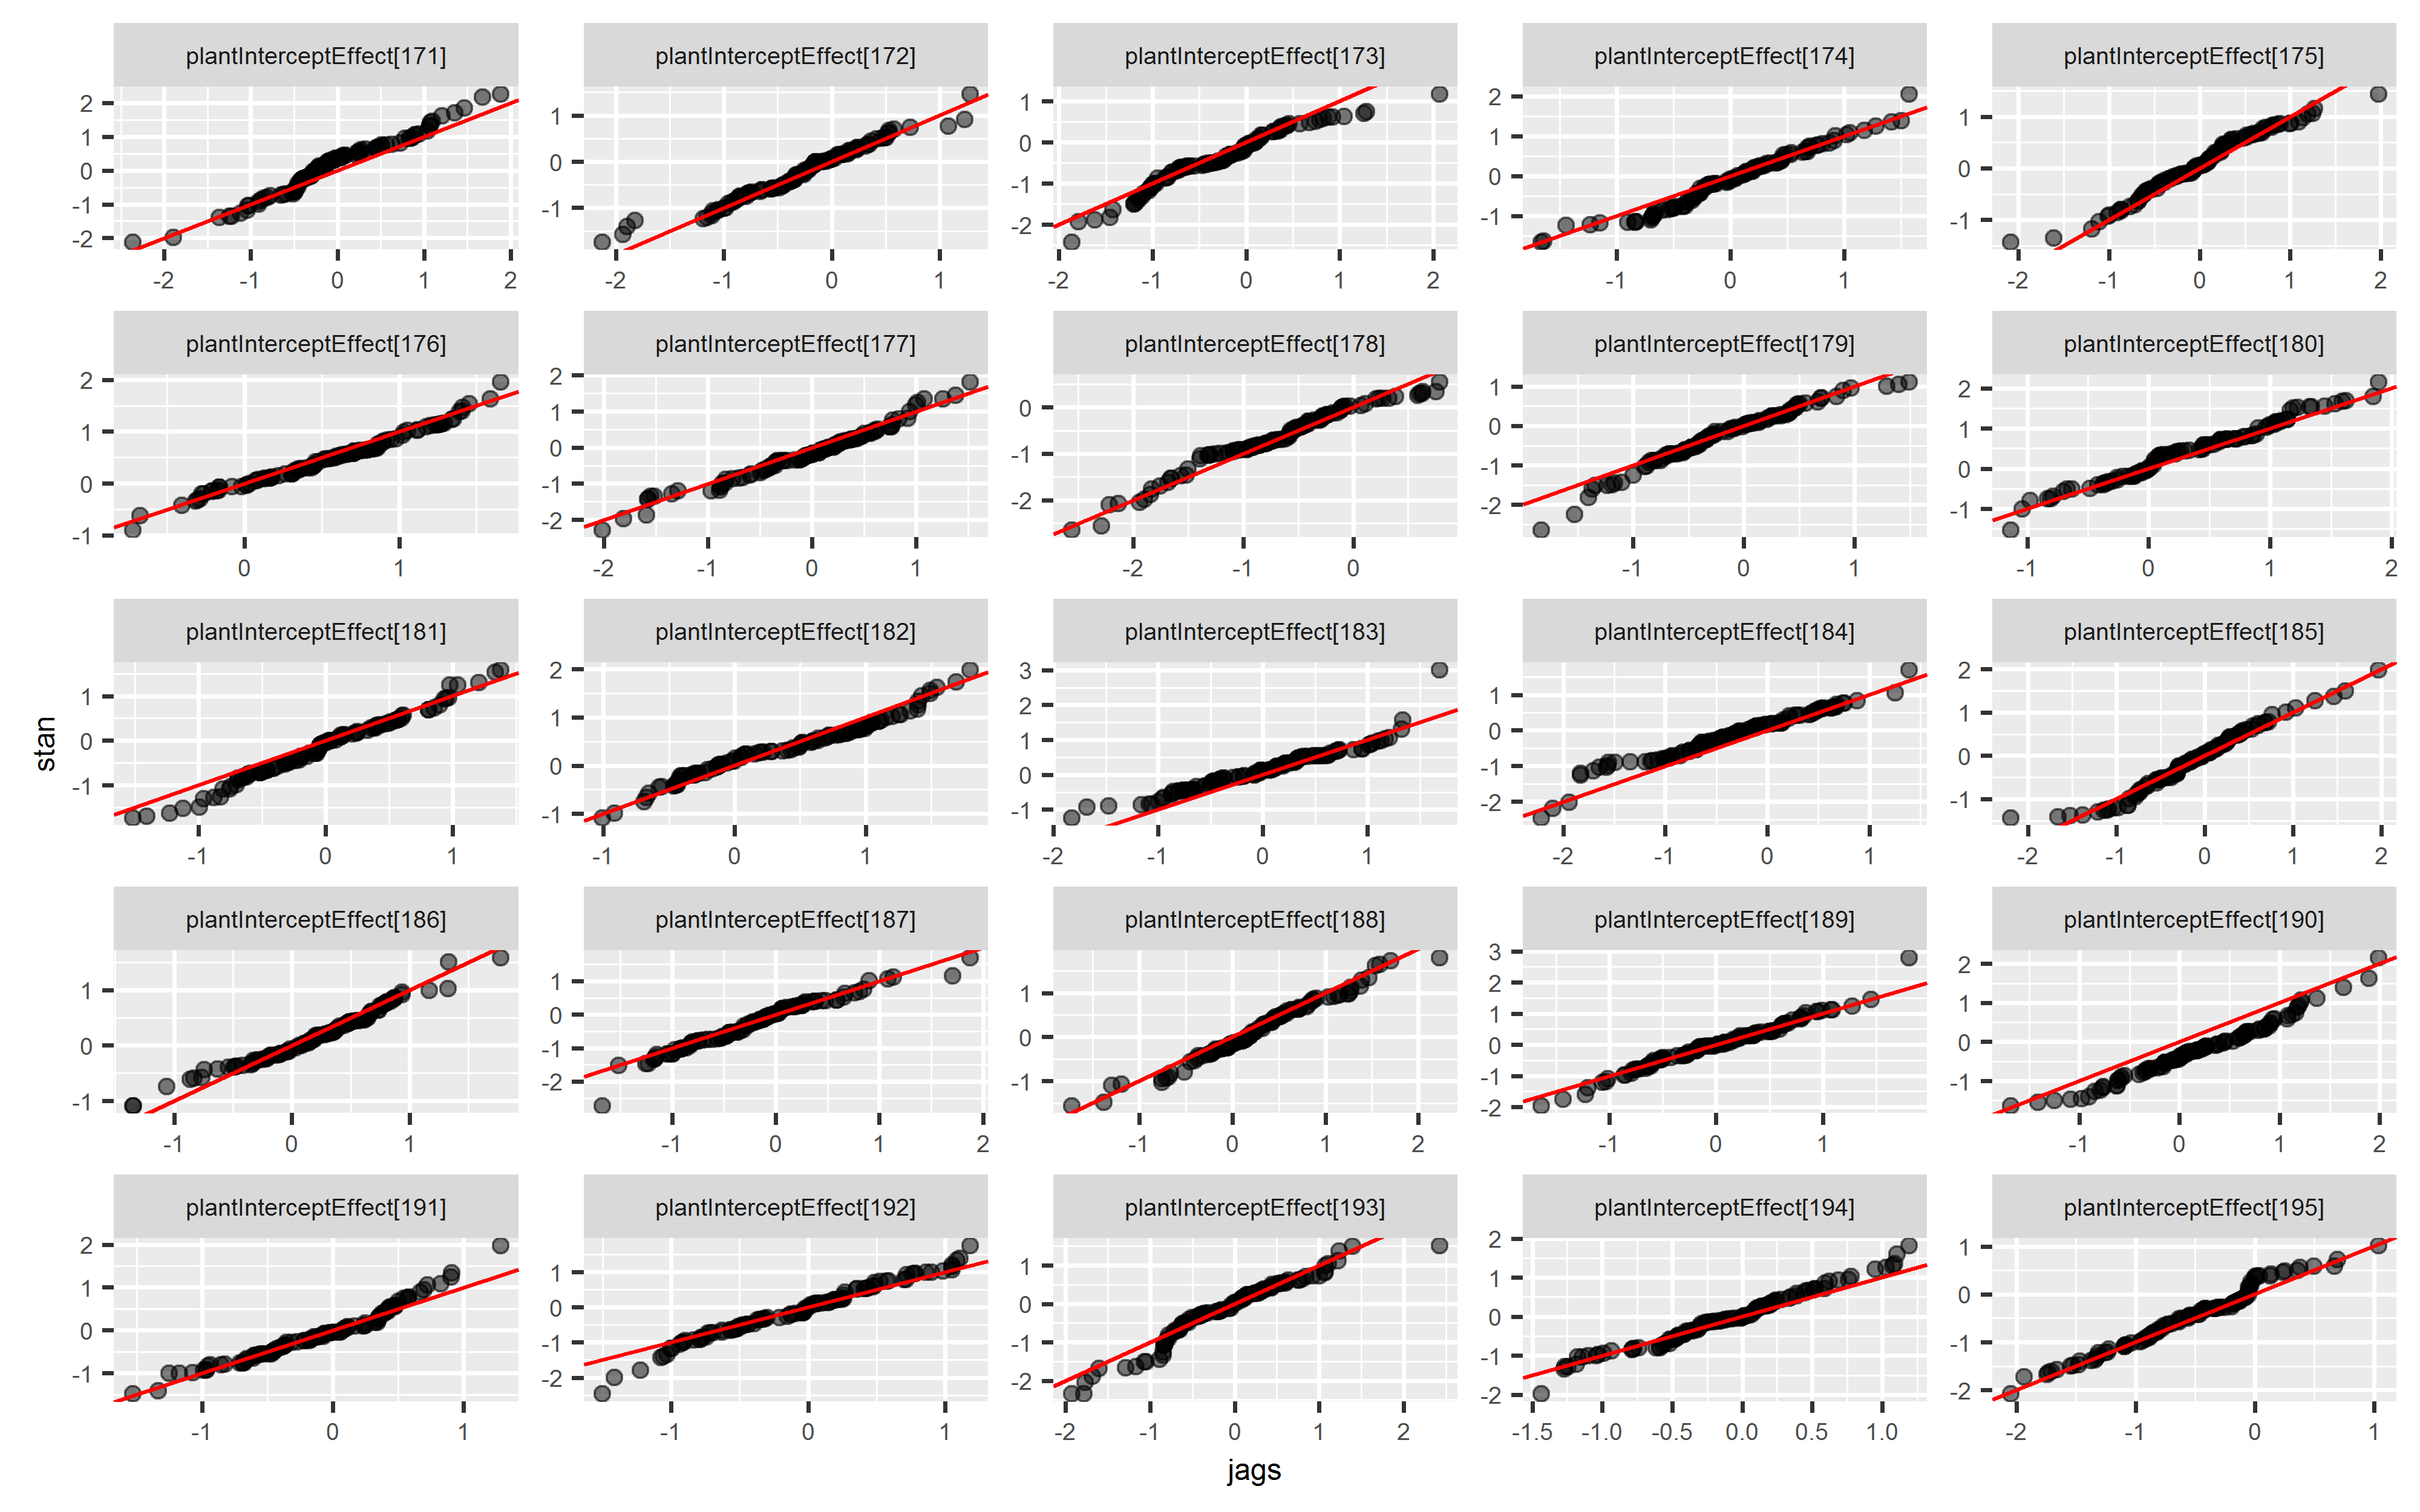 plantInterceptEffect[171] plantInterceptEffect[172] plantInterceptEffect[173] plantInterceptEffect[174] plantInterceptEffect[175]
2 1 0 -1 -2
1 0 -1
1 0 -1 -2
2 1 0 -1
1 0 -1
-2 -1 0 1 2
-2 -1 0 1
-2 -1 0 1 2
-1 0 1
-2 -1 0 1 2
plantInterceptEffect[176] plantInterceptEffect[177] plantInterceptEffect[178] plantInterceptEffect[179] plantInterceptEffect[180]
2 1 0 -1
2 1 0 -1 -2
0 -1 -2
1 0 -1 -2
2 1 0 -1
0 1
-2 -1 0 1
-2 -1 0
-1 0 1
-1 0 1 2
plantInterceptEffect[181] plantInterceptEffect[182] plantInterceptEffect[183] plantInterceptEffect[184] plantInterceptEffect[185]
1 0 -1
2 1 0 -1
3 2 1 0 -1
1 0 -1 -2
2 1 0 -1
-1 0 1
-1 0 1
-2 -1 0 1
-2 -1 0 1
-2 -1 0 1 2
plantInterceptEffect[186] plantInterceptEffect[187] plantInterceptEffect[188] plantInterceptEffect[189] plantInterceptEffect[190]
1 0 -1
1 0 -1 -2
1 0 -1
3 2 1 0 -1 -2
2 1 0 -1
-1 0 1
-1 0 1 2
-1 0 1 2
-1 0 1
-1 0 1 2
plantInterceptEffect[191] plantInterceptEffect[192] plantInterceptEffect[193] plantInterceptEffect[194] plantInterceptEffect[195]
2 1 0 -1
1 0 -1 -2
1 0 -1 -2
2 1 0 -1 -2
1 0 -1 -2
-1 0 1
-1 0 1
-2 -1 0 1 2
-1.5 -1.0 -0.5 0.0 0.5 1.0
-2 -1 0 1
stan
jags